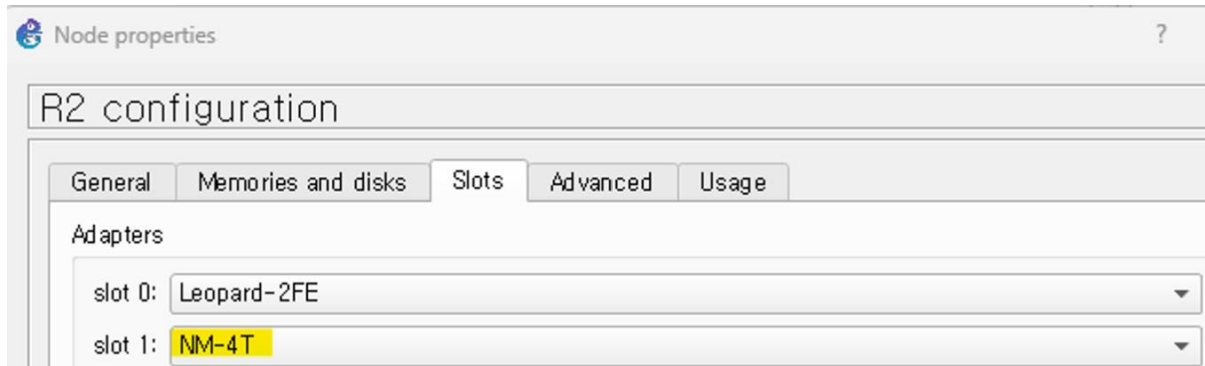 Node properties ?
R2 configuration
General Memories and disks Slots Advanced Usage
Adapters
slot 0: Leopard-2FE
slot 1: NM-4T